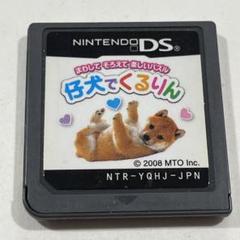 NINTENDO DS
まわして そろえて 楽しいパズル
仔犬でくるりん
© 2008 MTO Inc.
NTR-YQHJ-JPN